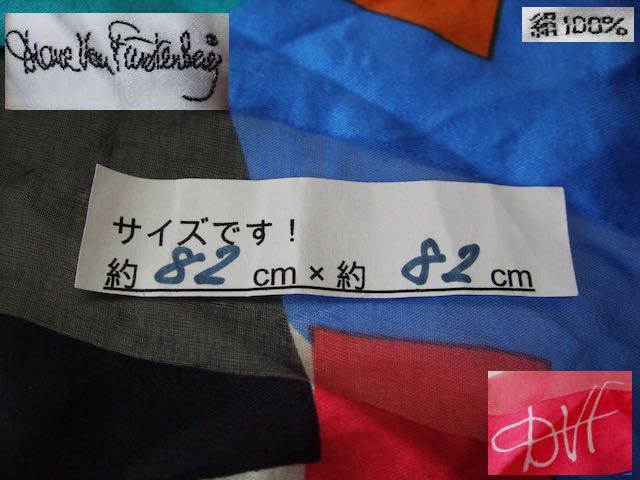 Diane Von Furstenberg
絹100%
サイズです!
約 82 cm × 約 82 cm
DVF